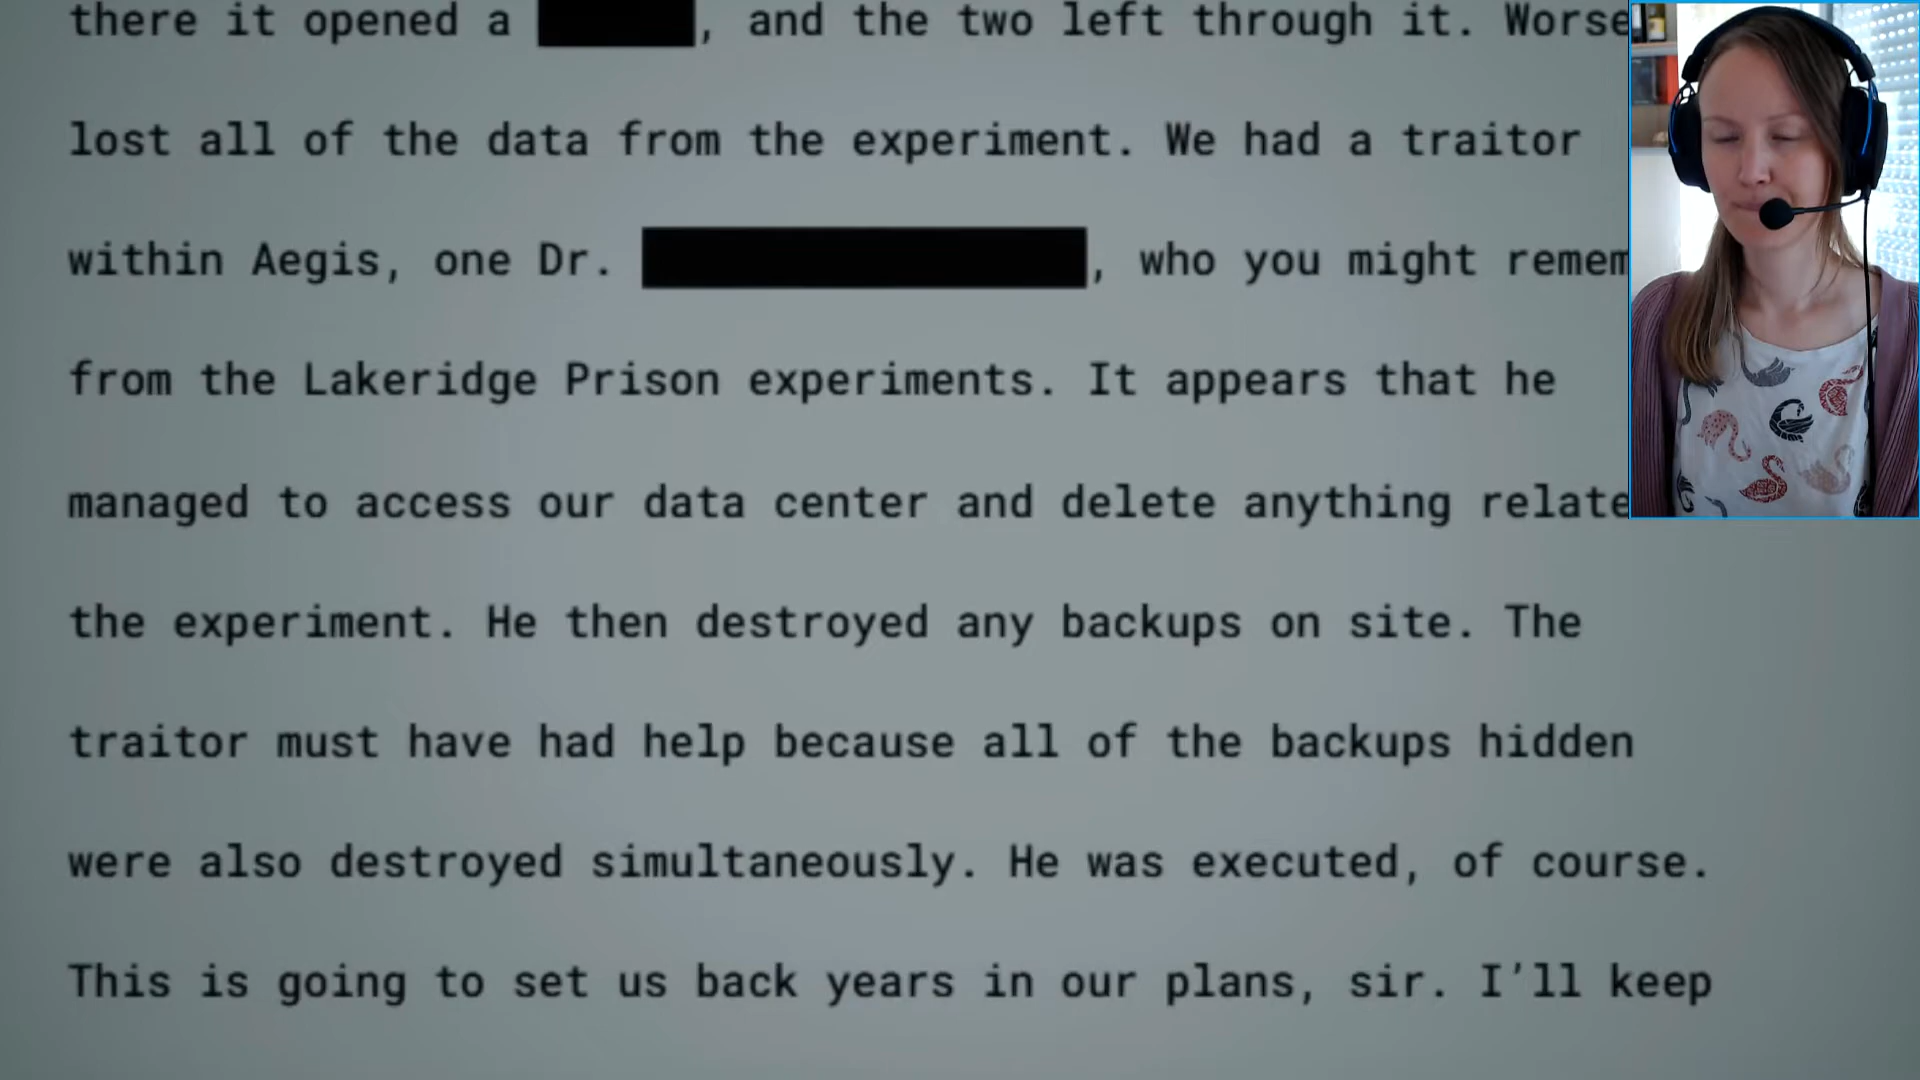 there it opened a , and the two left through it. Worse
lost all of the data from the experiment. We had a traitor
within Aegis, one Dr. , who you might remem
from the Lakeridge Prison experiments. It appears that he
managed to access our data center and delete anything relate
the experiment. He then destroyed any backups on site. The
traitor must have had help because all of the backups hidden
were also destroyed simultaneously. He was executed, of course.
This is going to set us back years in our plans, sir. I’ll keep